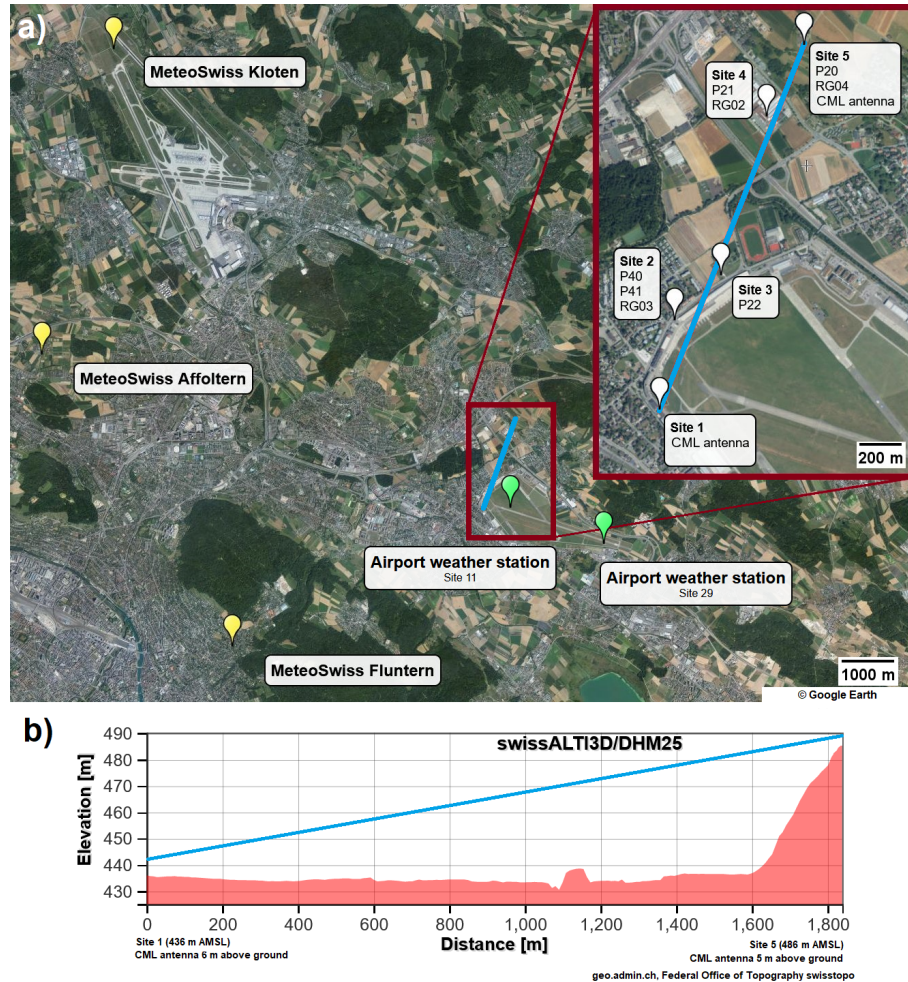 a)
MeteoSwiss Kloten
MeteoSwiss Affoltern
MeteoSwiss Fluntern
Airport weather station
Site 11
Airport weather station
Site 29
1000 m
© Google Earth
Site 5
P20
RG04
CML antenna
Site 4
P21
RG02
Site 2
P40
P41
RG03
Site 3
P22
Site 1
CML antenna
200 m
b)
swissALTI3D/DHM25
Elevation [m]
490
480
470
460
450
440
430
0
200
400
600
800
1,000
1,200
1,400
1,600
1,800
Distance [m]
Site 1 (436 m AMSL)
CML antenna 6 m above ground
Site 5 (486 m AMSL)
CML antenna 5 m above ground
geo.admin.ch, Federal Office of Topography swisstopo